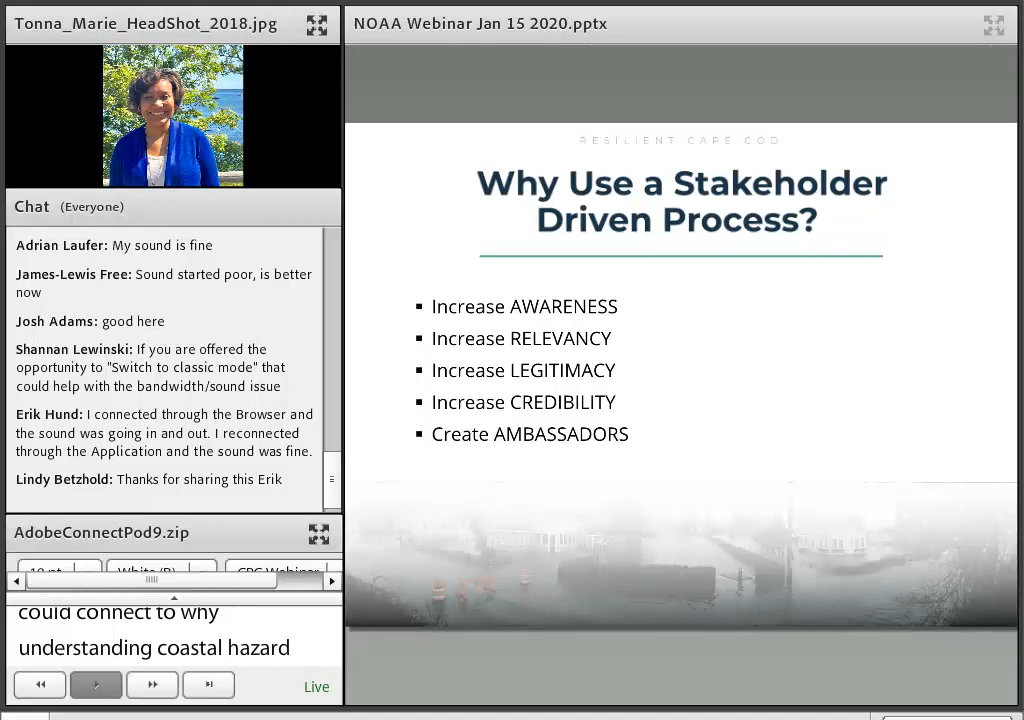 Tonna_Marie_HeadShot_2018.jpg
Chat (Everyone)
Adrian Laufer: My sound is fine
James-Lewis Free: Sound started poor, is better
now
Josh Adams: good here
Shannan Lewinski: If you are offered the
opportunity to "Switch to classic mode" that
could help with the bandwidth/sound issue
Erik Hund: I connected through the Browser and
the sound was going in and out. I reconnected
through the Application and the sound was fine.
Lindy Betzhold: Thanks for sharing this Erik
AdobeConnectPod9.zip
could connect to why
understanding coastal hazard
Live
NOAA Webinar Jan 15 2020.pptx
RESILIENT CAPE COD
Why Use a Stakeholder
Driven Process?
▪ Increase AWARENESS
▪ Increase RELEVANCY
▪ Increase LEGITIMACY
▪ Increase CREDIBILITY
▪ Create AMBASSADORS